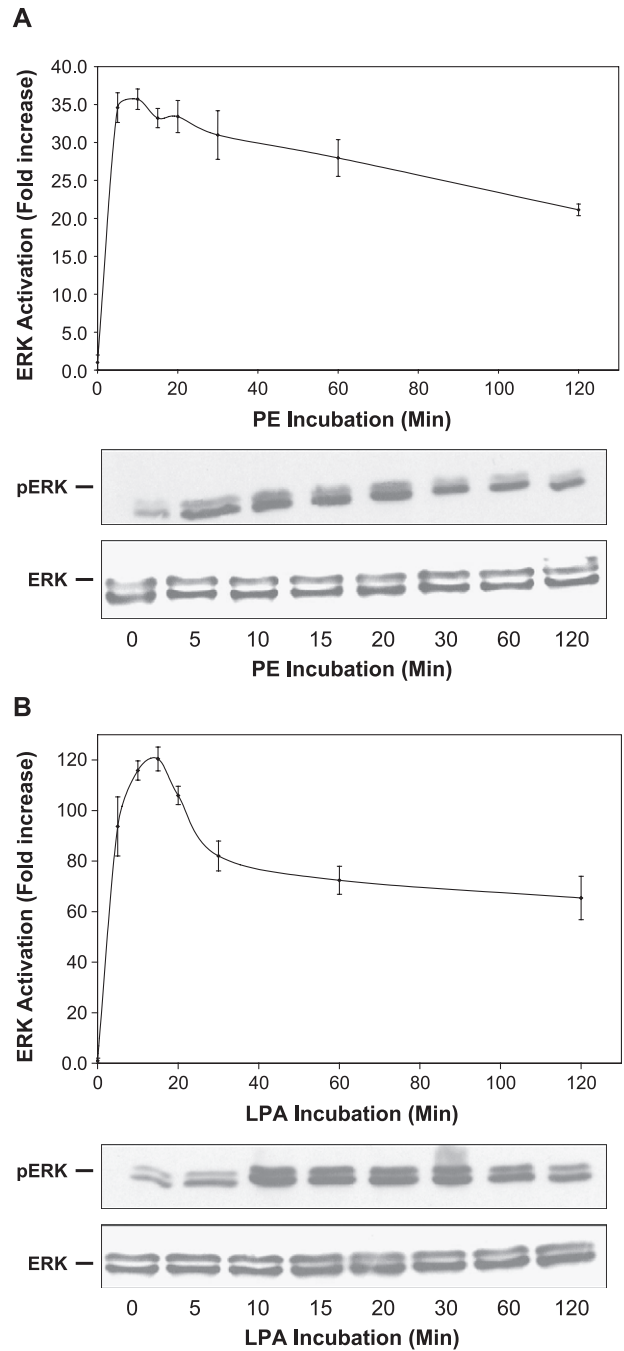 A
ERK Activation (Fold increase)
40.0
35.0
30.0
25.0
20.0
15.0
10.0
5.0
0.0
0 20 40 60 80 100 120
PE Incubation (Min)
pERK
ERK
0 5 10 15 20 30 60 120
PE Incubation (Min)
B
ERK Activation (Fold increase)
120
100
80
60
40
20
0.0
0 20 40 60 80 100 120
LPA Incubation (Min)
pERK
ERK
0 5 10 15 20 30 60 120
LPA Incubation (Min)